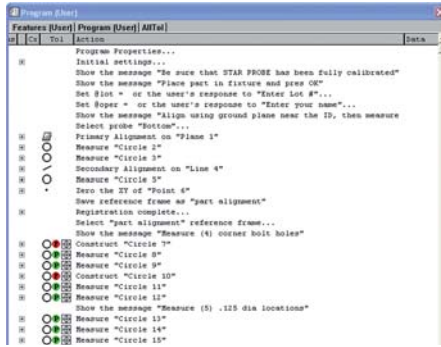 Program (User)
Features (User) Program (User) AllTol
Cs Tol Action Data
Program Properties...
Initial settings...
Show the message "Be sure that STAR PROBE has been fully calibrated"
Show the message "Place part in fixture and press OK"
Set @lot = or the user's response to "Enter Lot #"...
Set @oper = or the user's response to "Enter your name"...
Show the message "Align using ground plane near the ID, then measure
Select probe "Bottom"...
Primary Alignment on "Plane 1"
Measure "Circle 2"
Measure "Circle 3"
Secondary Alignment on "Line 4"
Measure "Circle 5"
Zero the XY of "Point 6"
Save reference frame as "part alignment"
Registration complete...
Select "part alignment" reference frame...
Show the message "Measure (4) corner bolt holes"
Construct "Circle 7"
Measure "Circle 8"
Measure "Circle 9"
Construct "Circle 10"
Measure "Circle 11"
Measure "Circle 12"
Show the message "Measure (5) .125 dia locations"
Measure "Circle 13"
Measure "Circle 14"
Measure "Circle 15"